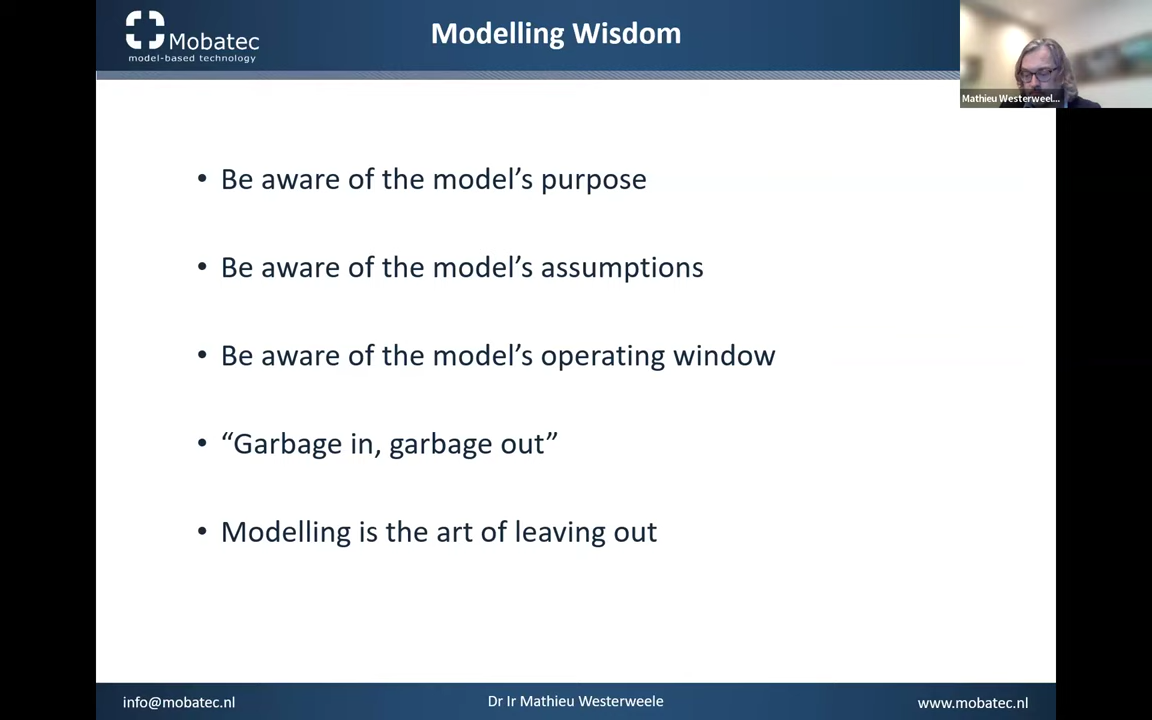 Mobatec
model-based technology
Modelling Wisdom
Mathieu Westerweel...
• Be aware of the model’s purpose
• Be aware of the model’s assumptions
• Be aware of the model’s operating window
• “Garbage in, garbage out”
• Modelling is the art of leaving out
info@mobatec.nl
Dr Ir Mathieu Westerweele
www.mobatec.nl